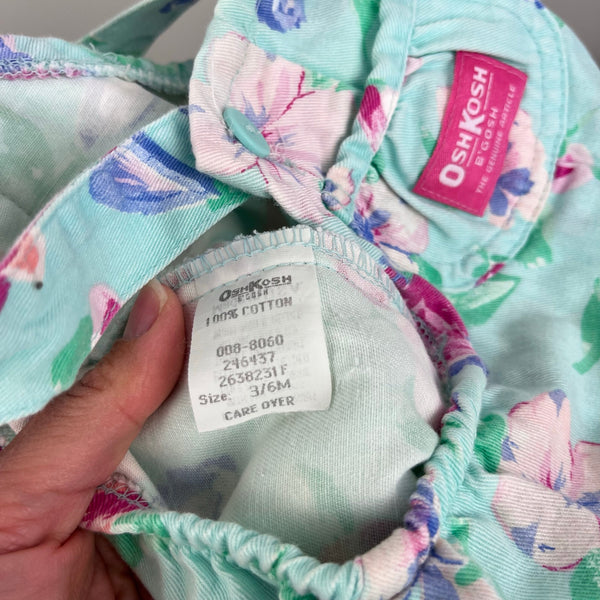 OSHKOSH
B'GOSH
THE GENUINE ARTICLE
OSHKOSH
B'GOSH
100% COTTON
008-8060
246437
2638231F
Size: 3/6M
CARE OVER